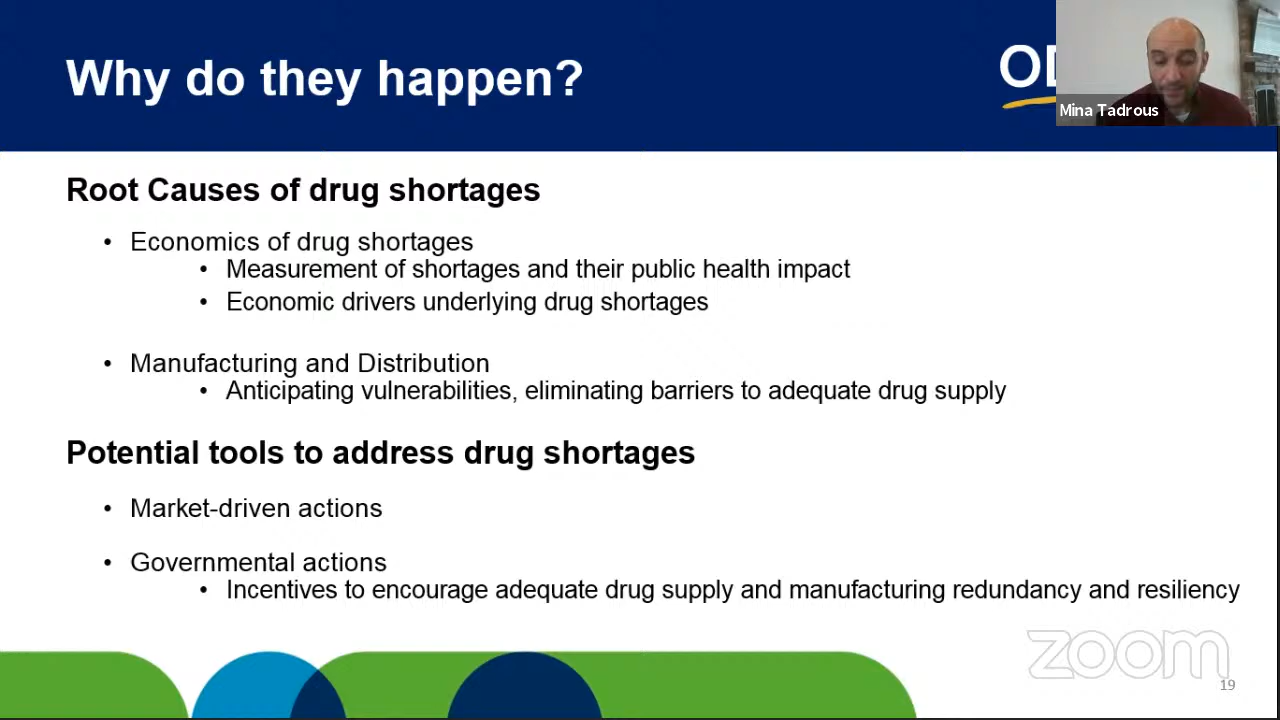 Why do they happen?
Mina Tadrous
Root Causes of drug shortages
• Economics of drug shortages
• Measurement of shortages and their public health impact
• Economic drivers underlying drug shortages
• Manufacturing and Distribution
• Anticipating vulnerabilities, eliminating barriers to adequate drug supply
Potential tools to address drug shortages
• Market-driven actions
• Governmental actions
• Incentives to encourage adequate drug supply and manufacturing redundancy and resiliency
zoom
19